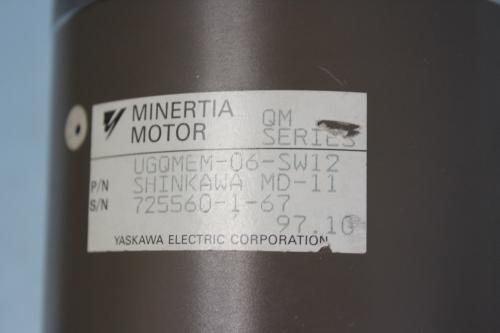 MINERTIA MOTOR
QM SERIES
UGQMEM-06-SW12
P/N SHINKAWA MD-11
S/N 725560-1-67
97.10
YASKAWA ELECTRIC CORPORATION